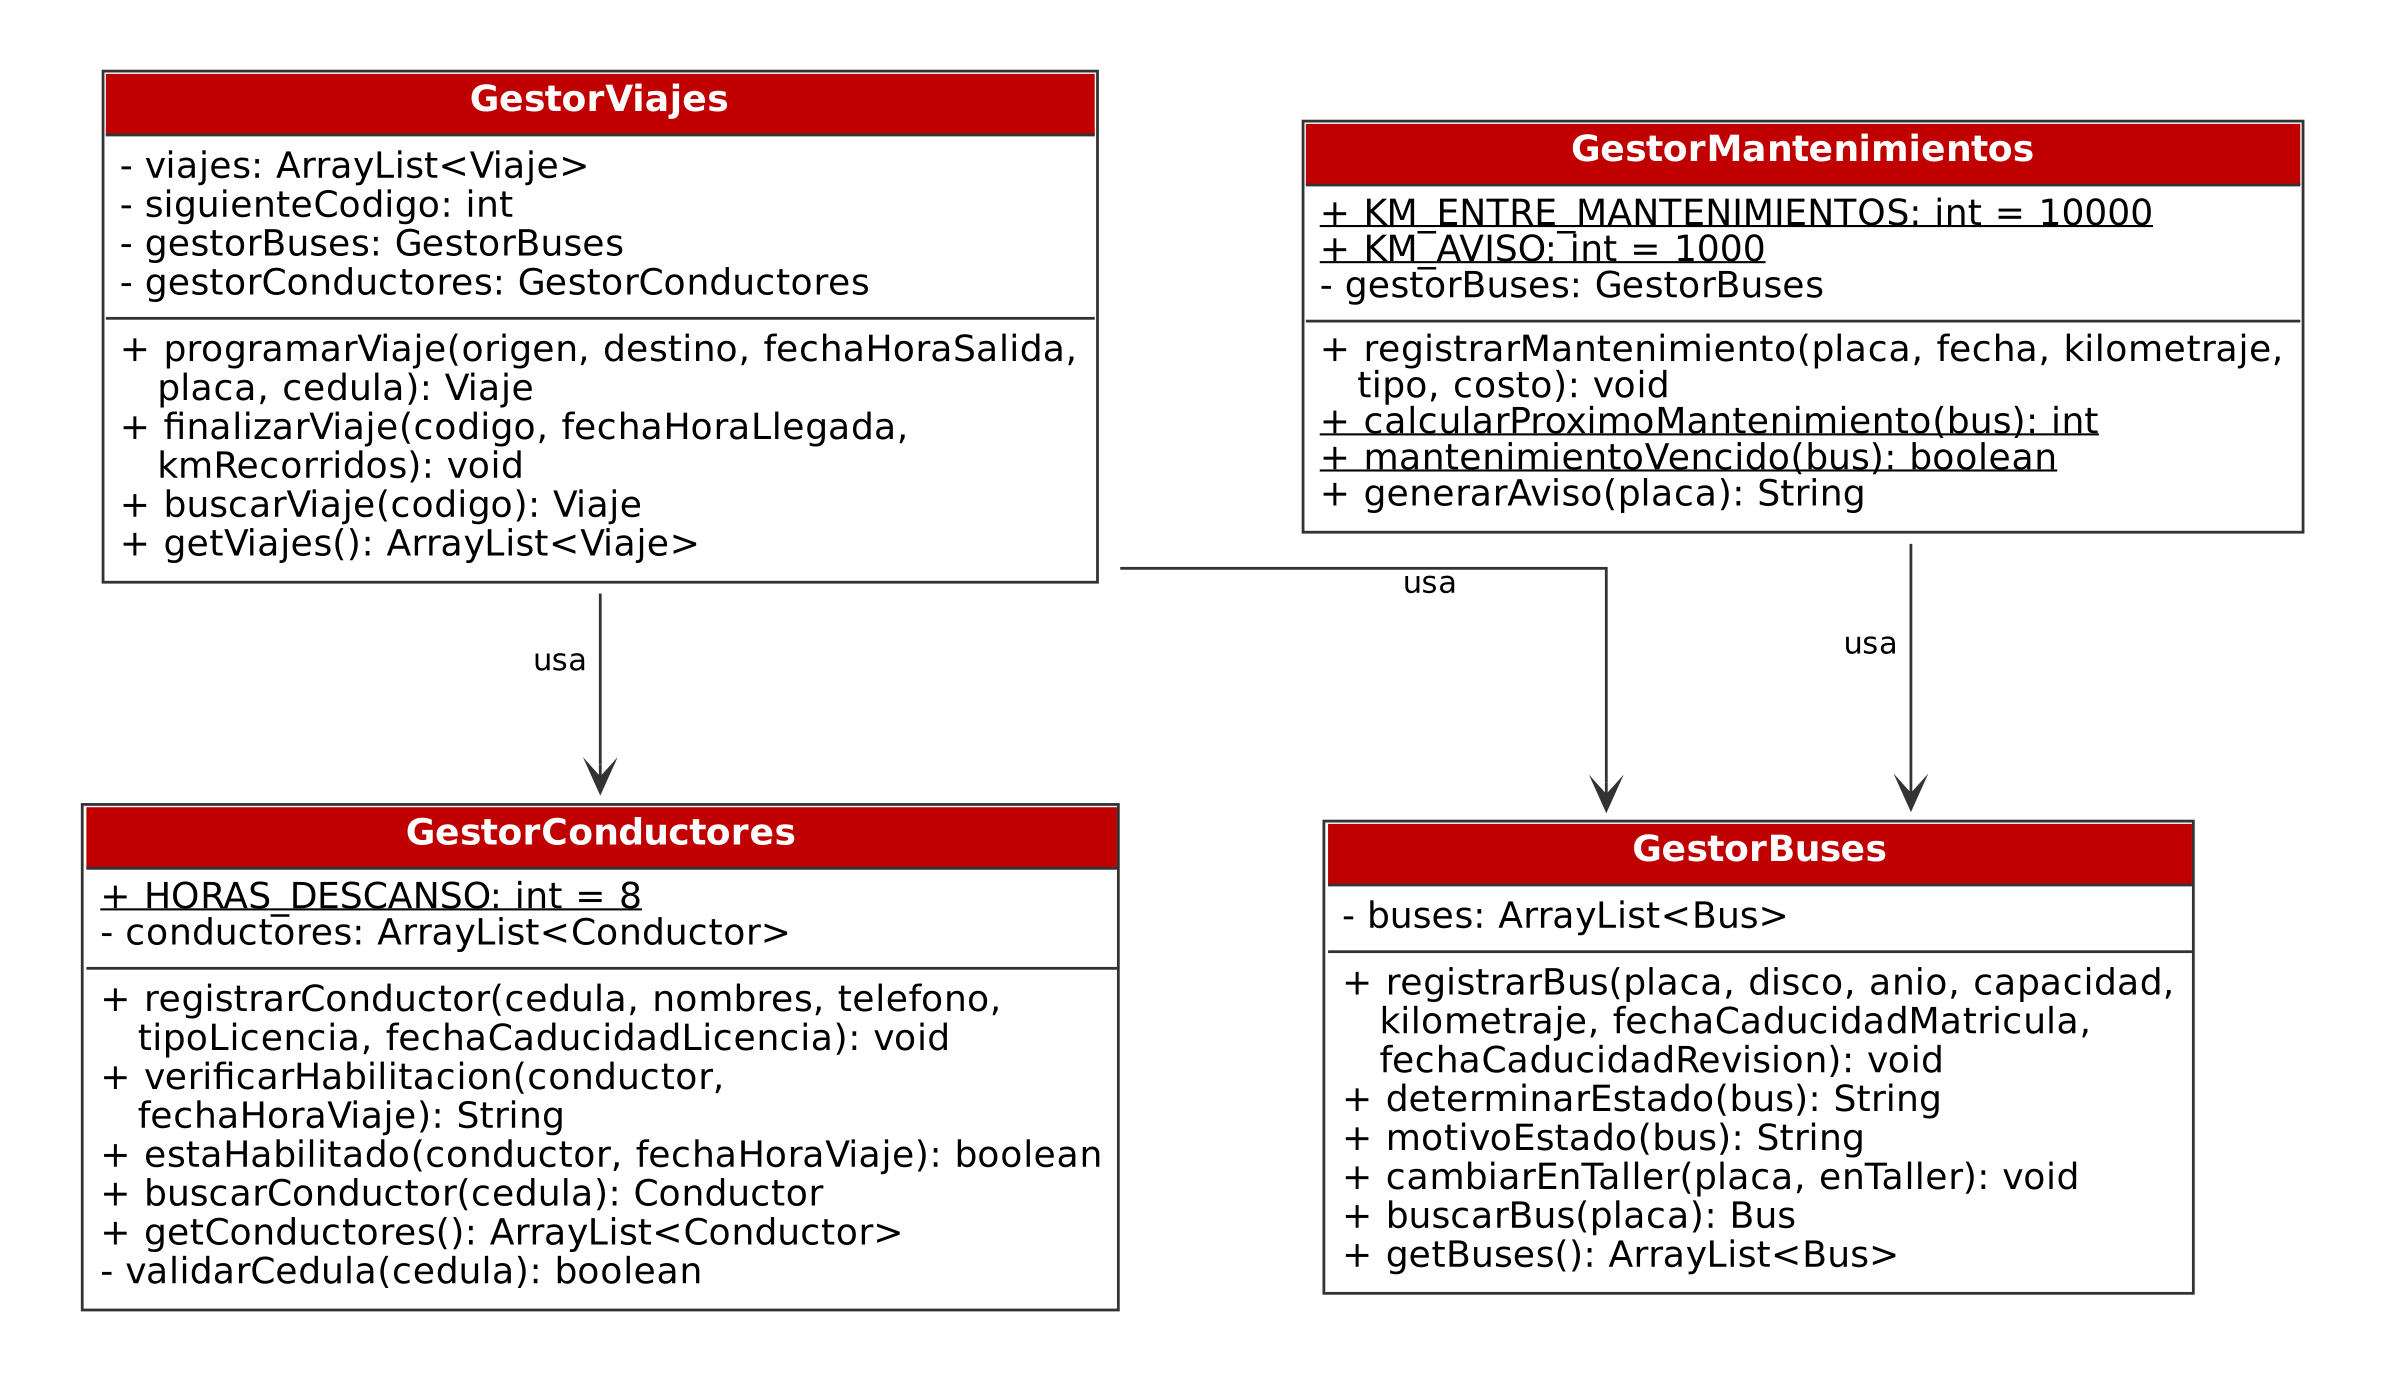 GestorViajes
- viajes: ArrayList<Viaje>
- siguienteCodigo: int
- gestorBuses: GestorBuses
- gestorConductores: GestorConductores
+ programarViaje(origen, destino, fechaHoraSalida,
placa, cedula): Viaje
+ finalizarViaje(codigo, fechaHoraLlegada,
kmRecorridos): void
+ buscarViaje(codigo): Viaje
+ getViajes(): ArrayList<Viaje>
GestorMantenimientos
+ KM_ENTRE_MANTENIMIENTOS: int = 10000
+ KM_AVISO: int = 1000
- gestorBuses: GestorBuses
+ registrarMantenimiento(placa, fecha, kilometraje,
tipo, costo): void
+ calcularProximoMantenimiento(bus): int
+ mantenimientoVencido(bus): boolean
+ generarAviso(placa): String
usa
usa
usa
GestorConductores
+ HORAS_DESCANSO: int = 8
- conductores: ArrayList<Conductor>
+ registrarConductor(cedula, nombres, telefono,
tipoLicencia, fechaCaducidadLicencia): void
+ verificarHabilitacion(conductor,
fechaHoraViaje): String
+ estaHabilitado(conductor, fechaHoraViaje): boolean
+ buscarConductor(cedula): Conductor
+ getConductores(): ArrayList<Conductor>
- validarCedula(cedula): boolean
GestorBuses
- buses: ArrayList<Bus>
+ registrarBus(placa, disco, anio, capacidad,
kilometraje, fechaCaducidadMatricula,
fechaCaducidadRevision): void
+ determinarEstado(bus): String
+ motivoEstado(bus): String
+ cambiarEnTaller(placa, enTaller): void
+ buscarBus(placa): Bus
+ getBuses(): ArrayList<Bus>